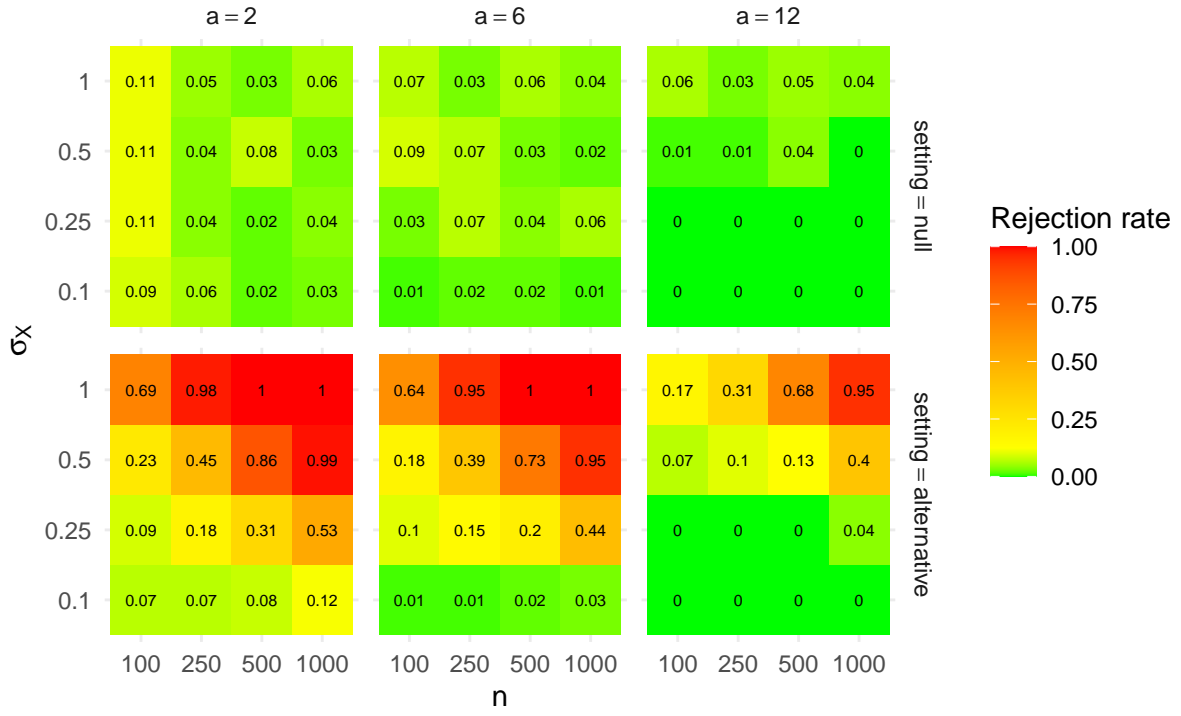 a = 2 a = 6 a = 12
1 0.11 0.05 0.03 0.06 0.07 0.03 0.06 0.04 0.06 0.03 0.05 0.04
0.5 0.11 0.04 0.08 0.03 0.09 0.07 0.03 0.02 0.01 0.01 0.04 0
0.25 0.11 0.04 0.02 0.04 0.03 0.07 0.04 0.06 0 0 0 0
0.1 0.09 0.06 0.02 0.03 0.01 0.02 0.02 0.01 0 0 0 0
setting = null
σX
1 0.69 0.98 1 1 0.64 0.95 1 1 0.17 0.31 0.68 0.95
0.5 0.23 0.45 0.86 0.99 0.18 0.39 0.73 0.95 0.07 0.1 0.13 0.4
0.25 0.09 0.18 0.31 0.53 0.1 0.15 0.2 0.44 0 0 0 0.04
0.1 0.07 0.07 0.08 0.12 0.01 0.01 0.02 0.03 0 0 0 0
setting = alternative
100 250 500 1000 100 250 500 1000 100 250 500 1000
n
Rejection rate
1.00
0.75
0.50
0.25
0.00